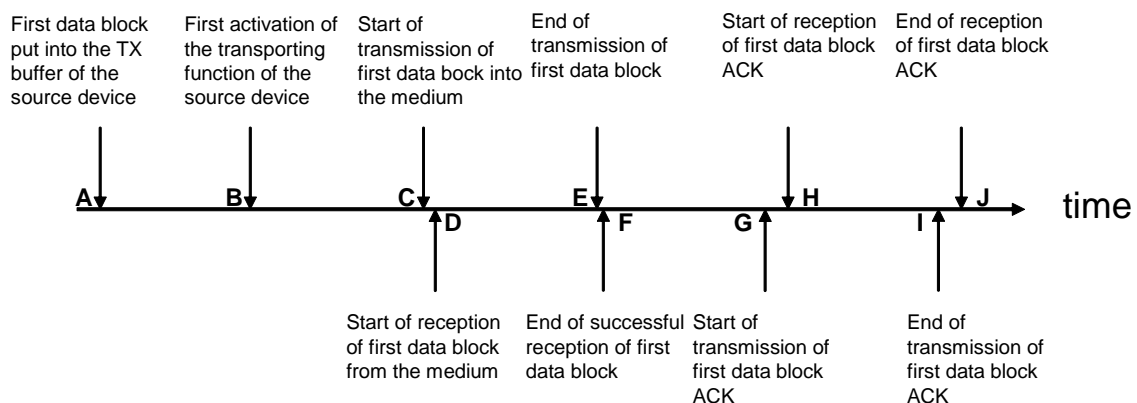 First data block
put into the TX
buffer of the
source device
First activation of
the transporting
function of the
source device
Start of
transmission of
first data bock into
the medium
End of
transmission of
first data block
Start of reception
of first data block
ACK
End of reception
of first data block
ACK
A
B
C
D
E
F
G
H
I
J
time
Start of reception
of first data block
from the medium
End of successful
reception of first
data block
Start of
transmission of
first data block
ACK
End of
transmission of
first data block
ACK